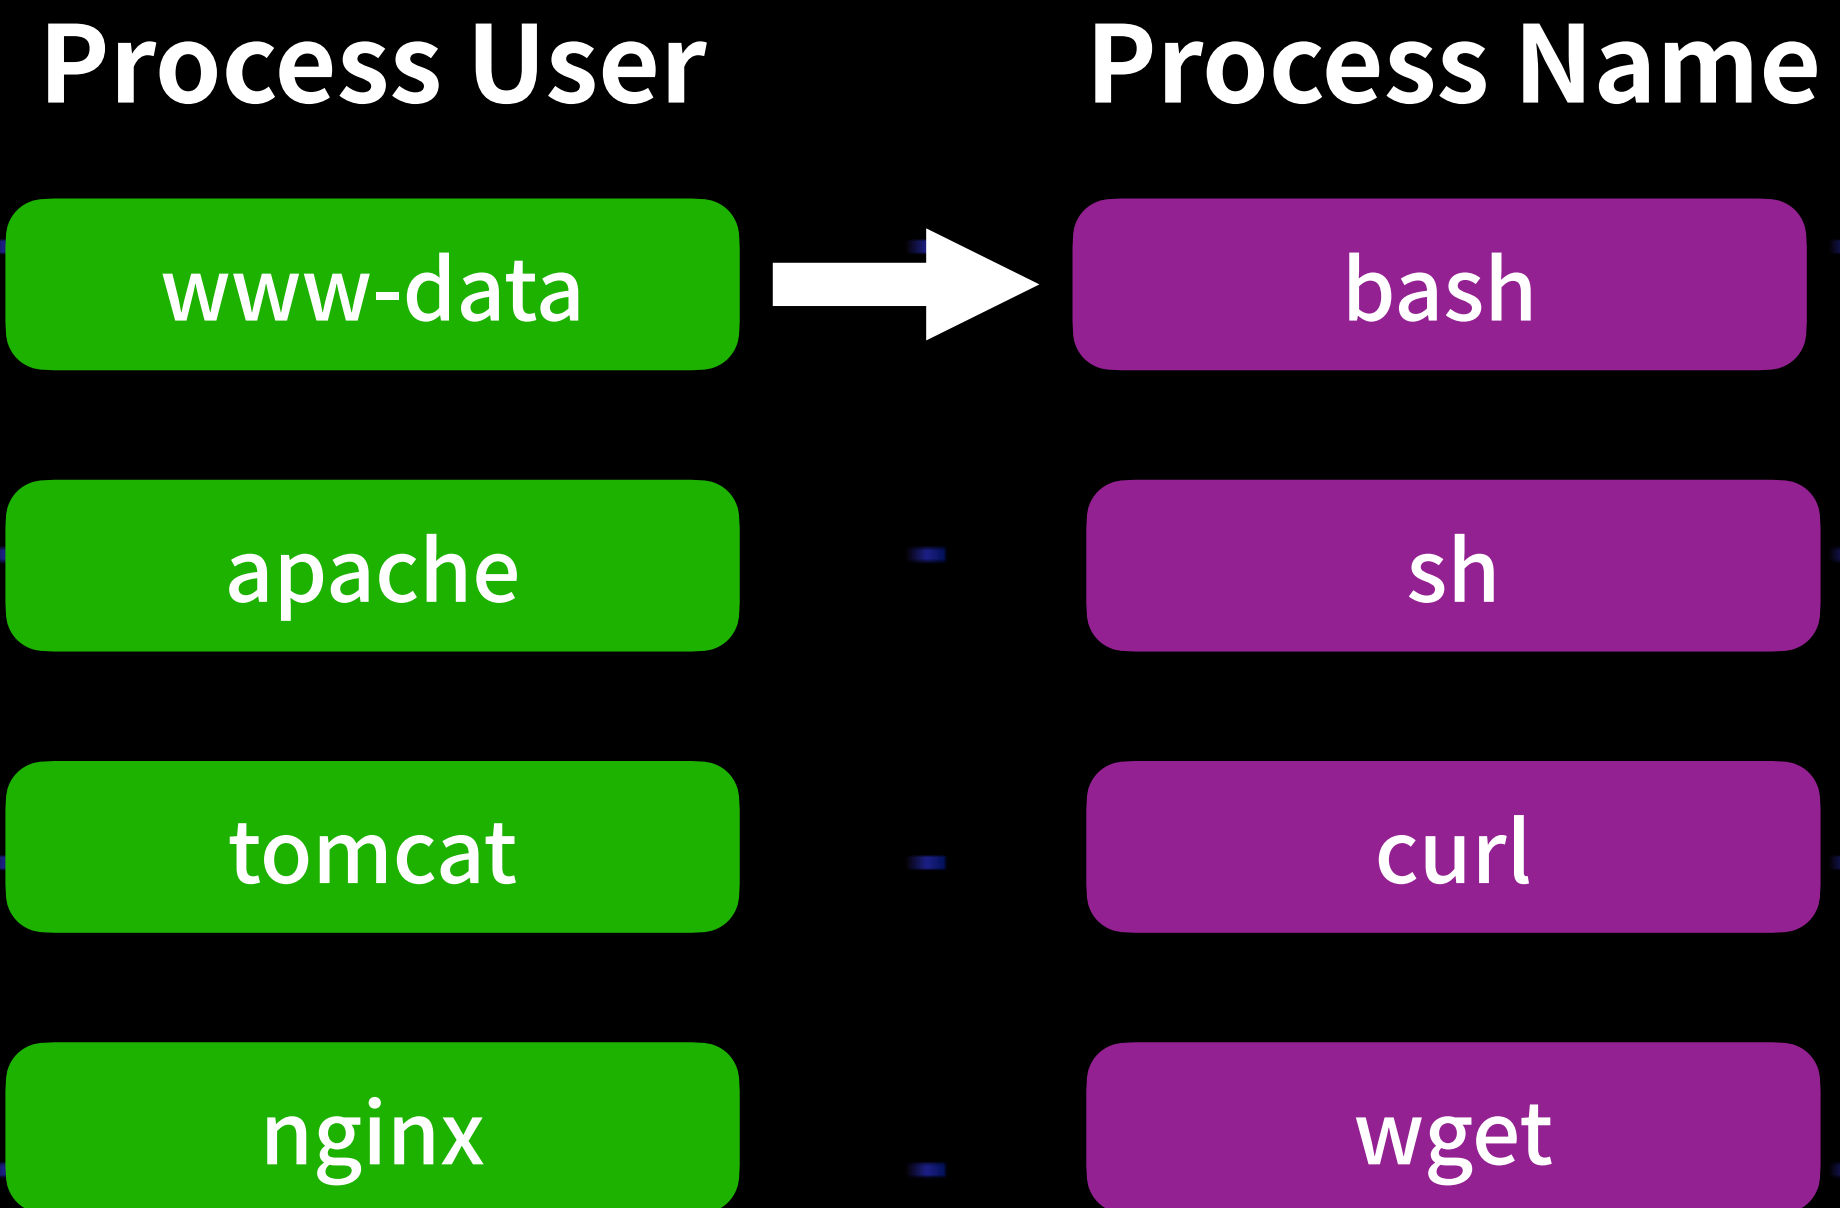 Process User
Process Name
www-data
bash
apache
sh
tomcat
curl
nginx
wget